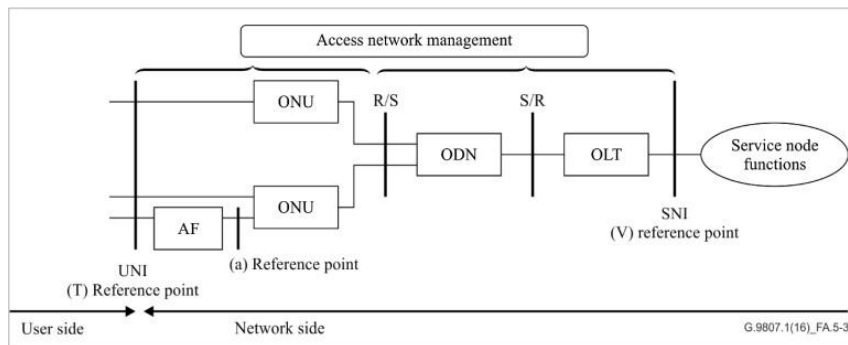 Access network management
ONU
R/S
S/R
ODN
OLT
Service node
functions
ONU
AF
SNI
(V) reference point
(a) Reference point
UNI
(T) Reference point
User side
Network side
G.9807.1(16)_FA.5-3